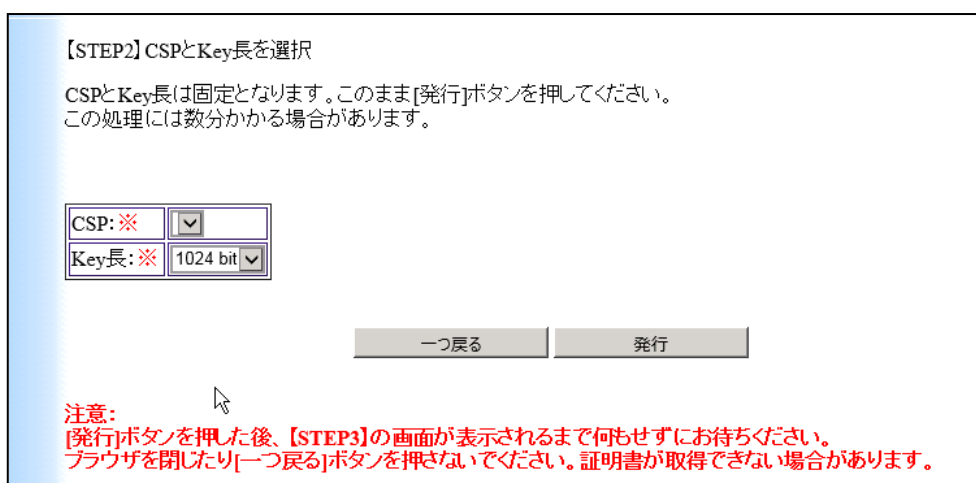 【STEP2】CSPとKey長を選択
CSPとKey長は固定となります。このまま[発行]ボタンを押してください。
この処理には数分かかる場合があります。
CSP:※
Key長:※ 1024 bit
一つ戻る 発行
注意:
[発行]ボタンを押した後、【STEP3】の画面が表示されるまで何もせずにお待ちください。
ブラウザを閉じたり[一つ戻る]ボタンを押さないでください。証明書が取得できない場合があります。